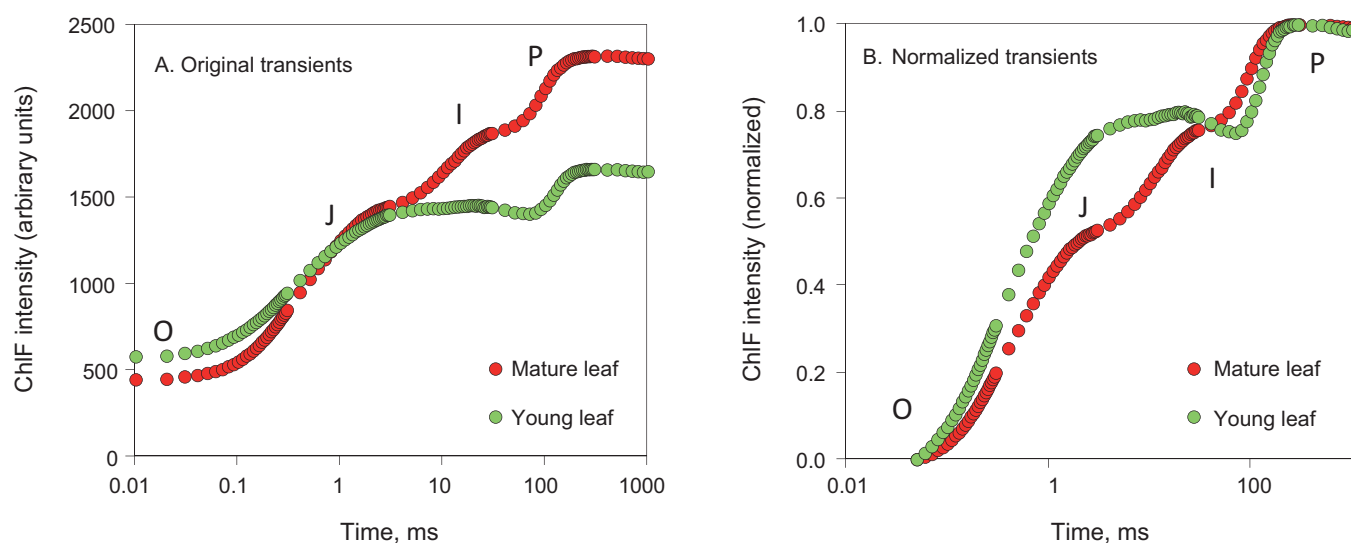 A. Original transients
ChlF intensity (arbirary units)
2500
2000
1500
1000
500
0
O
J
I
P
Mature leaf
Young leaf
0.01
0.1
1
10
100
1000
Time, ms
B. Normalized transients
ChlF intensity (normalized)
1.0
0.8
0.6
0.4
0.2
0.0
O
J
I
P
Mature leaf
Young leaf
0.01
1
100
Time, ms